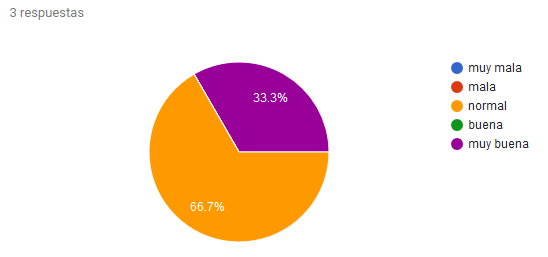 3 respuestas
33.3%
66.7%
muy mala
mala
normal
buena
muy buena